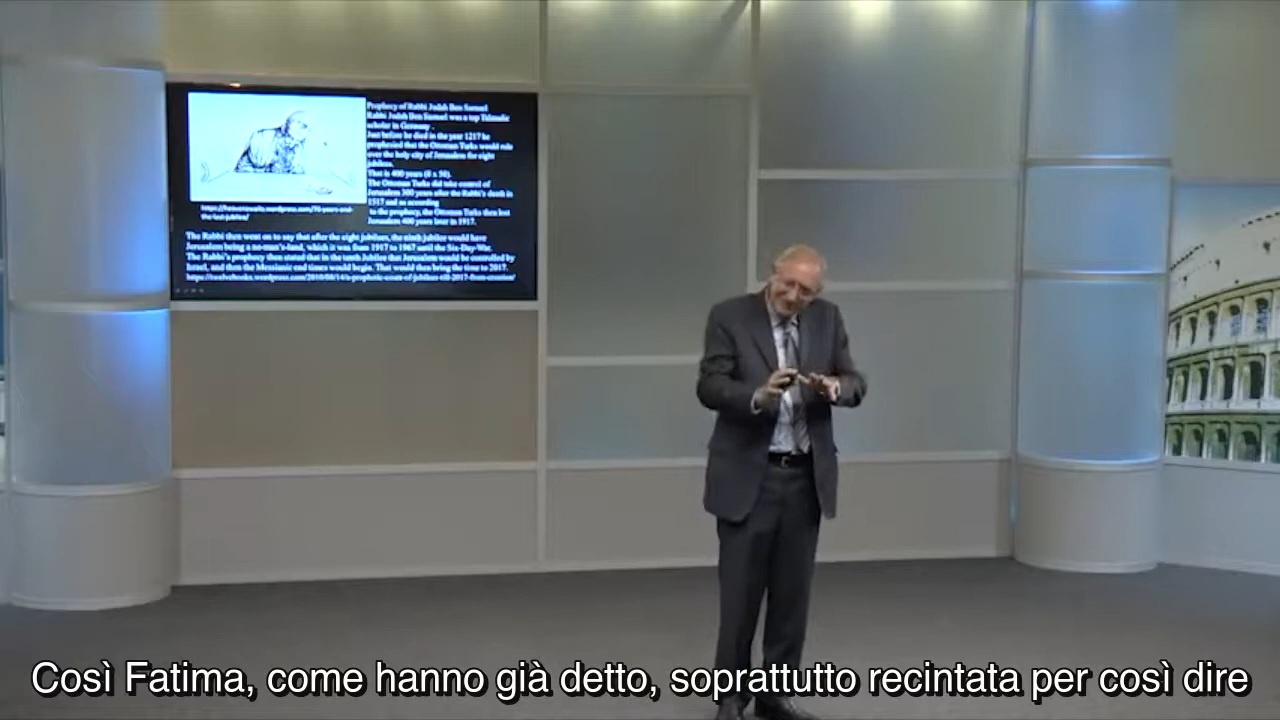 Prophecy of Rabbi Judah Ben Samuel
Rabbi Judah Ben Samuel was a top Talmudic
scholar in Germany.
Just before he died in the year 1217 he
prophesied that the Ottoman Turks would rule
over the holy city of Jerusalem for eight
jubilees.
That is 400 years (8 x 50).
The Ottoman Turks did take control of
Jerusalem 300 years after the Rabbi's death in
1517 and as according
to the prophecy, the Ottoman Turks then lost
Jerusalem 400 years later in 1917.
The Rabbi then went on to say that after the eight jubilees, the ninth jubilee would have
Jerusalem being a no-man's-land, which it was from 1917 to 1967 until the Six-Day-War.
The Rabbi's prophecy then stated that in the tenth Jubilee that Jerusalem would be controlled by
Israel, and then the Messianic end times would begin. That would then bring the time to 2017.
Così Fatima, come hanno già detto, soprattutto recintata per così dire